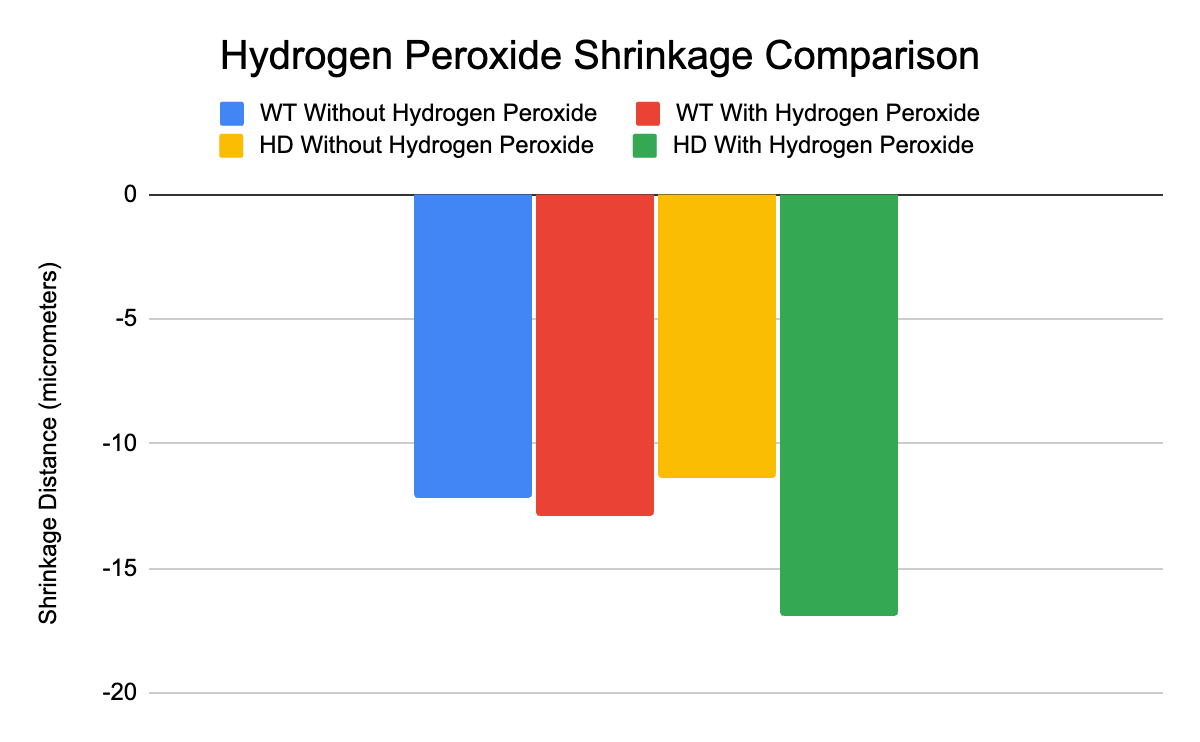 Hydrogen Peroxide Shrinkage Comparison
WT Without Hydrogen Peroxide
WT With Hydrogen Peroxide
HD Without Hydrogen Peroxide
HD With Hydrogen Peroxide
Shrinkage Distance (micrometers)
0
-5
-10
-15
-20